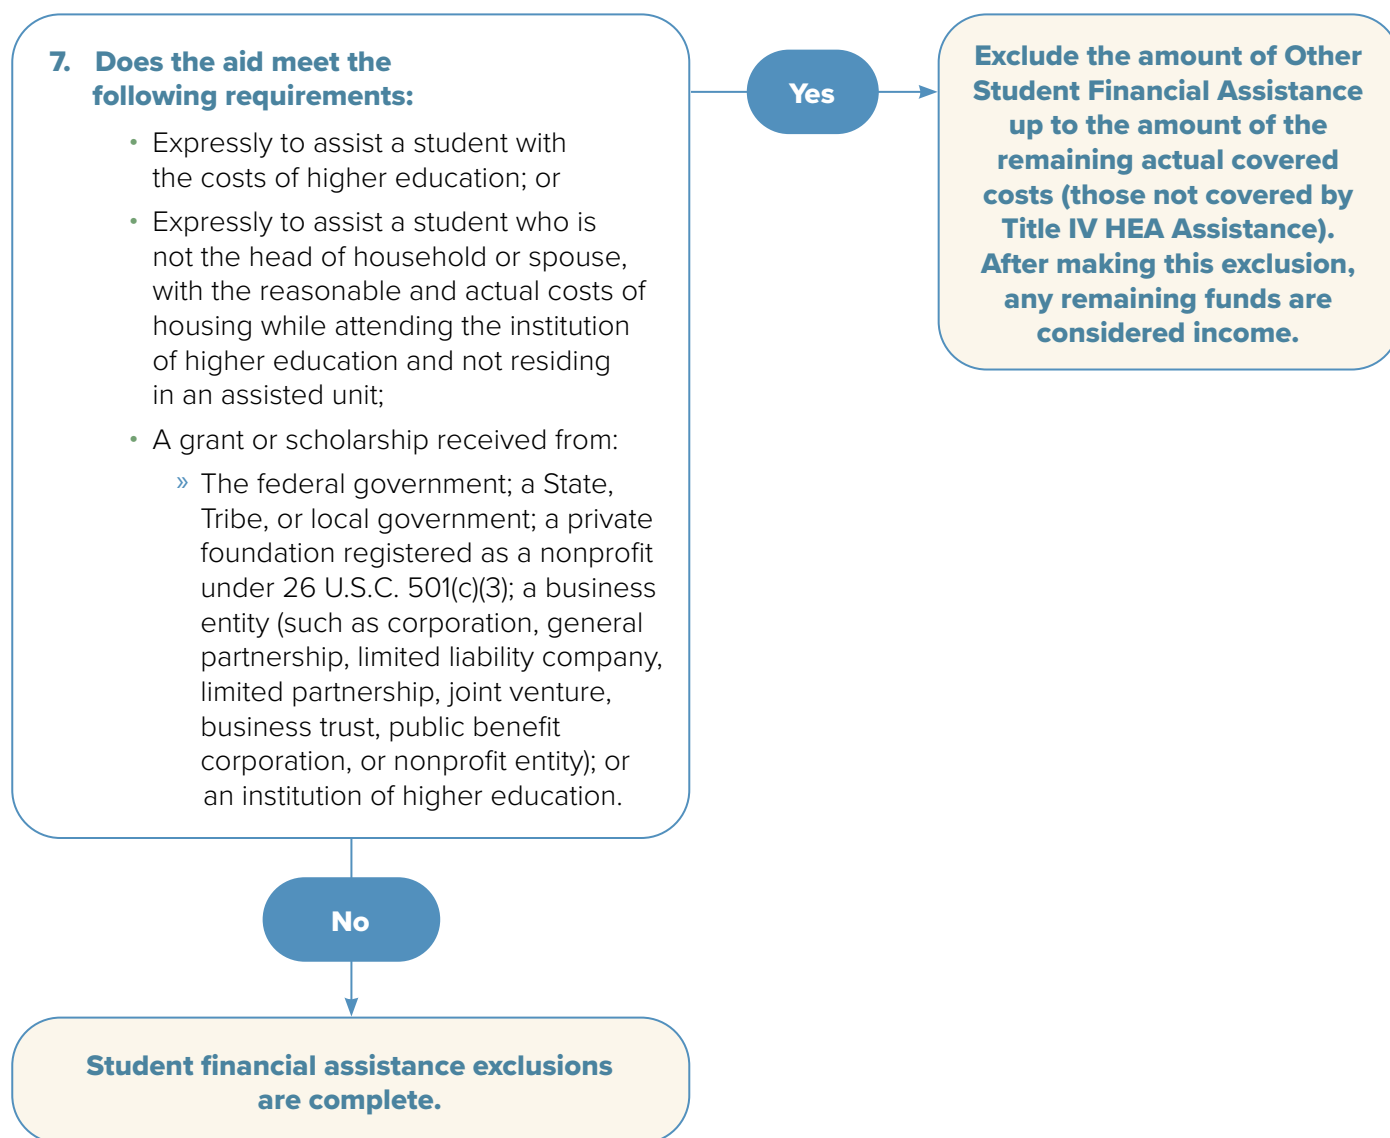 7. Does the aid meet the
following requirements:
• Expressly to assist a student with
the costs of higher education; or
• Expressly to assist a student who is
not the head of household or spouse,
with the reasonable and actual costs of
housing while attending the institution
of higher education and not residing
in an assisted unit;
• A grant or scholarship received from:
» The federal government; a State,
Tribe, or local government; a private
foundation registered as a nonprofit
under 26 U.S.C. 501(c)(3); a business
entity (such as corporation, general
partnership, limited liability company,
limited partnership, joint venture,
business trust, public benefit
corporation, or nonprofit entity); or
an institution of higher education.
Yes
Exclude the amount of Other
Student Financial Assistance
up to the amount of the
remaining actual covered
costs (those not covered by
Title IV HEA Assistance).
After making this exclusion,
any remaining funds are
considered income.
No
Student financial assistance exclusions
are complete.